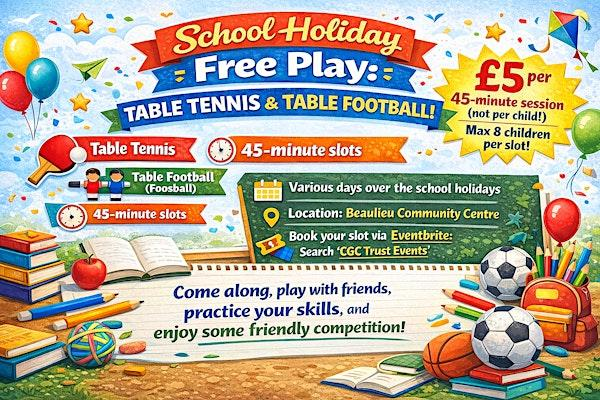 School Holiday
Free Play:
TABLE TENNIS & TABLE FOOTBALL!
£5 per
45-minute session
(not per child!)
Max 8 children
per slot!
Table Tennis
45-minute slots
Table Football
(Foosball)
45-minute slots
Various days over the school holidays
Location: Beaulieu Community Centre
Book your slot via Eventbrite:
Search ‘CGC Trust Events’
Come along, play with friends,
practice your skills, and
enjoy some friendly competition!